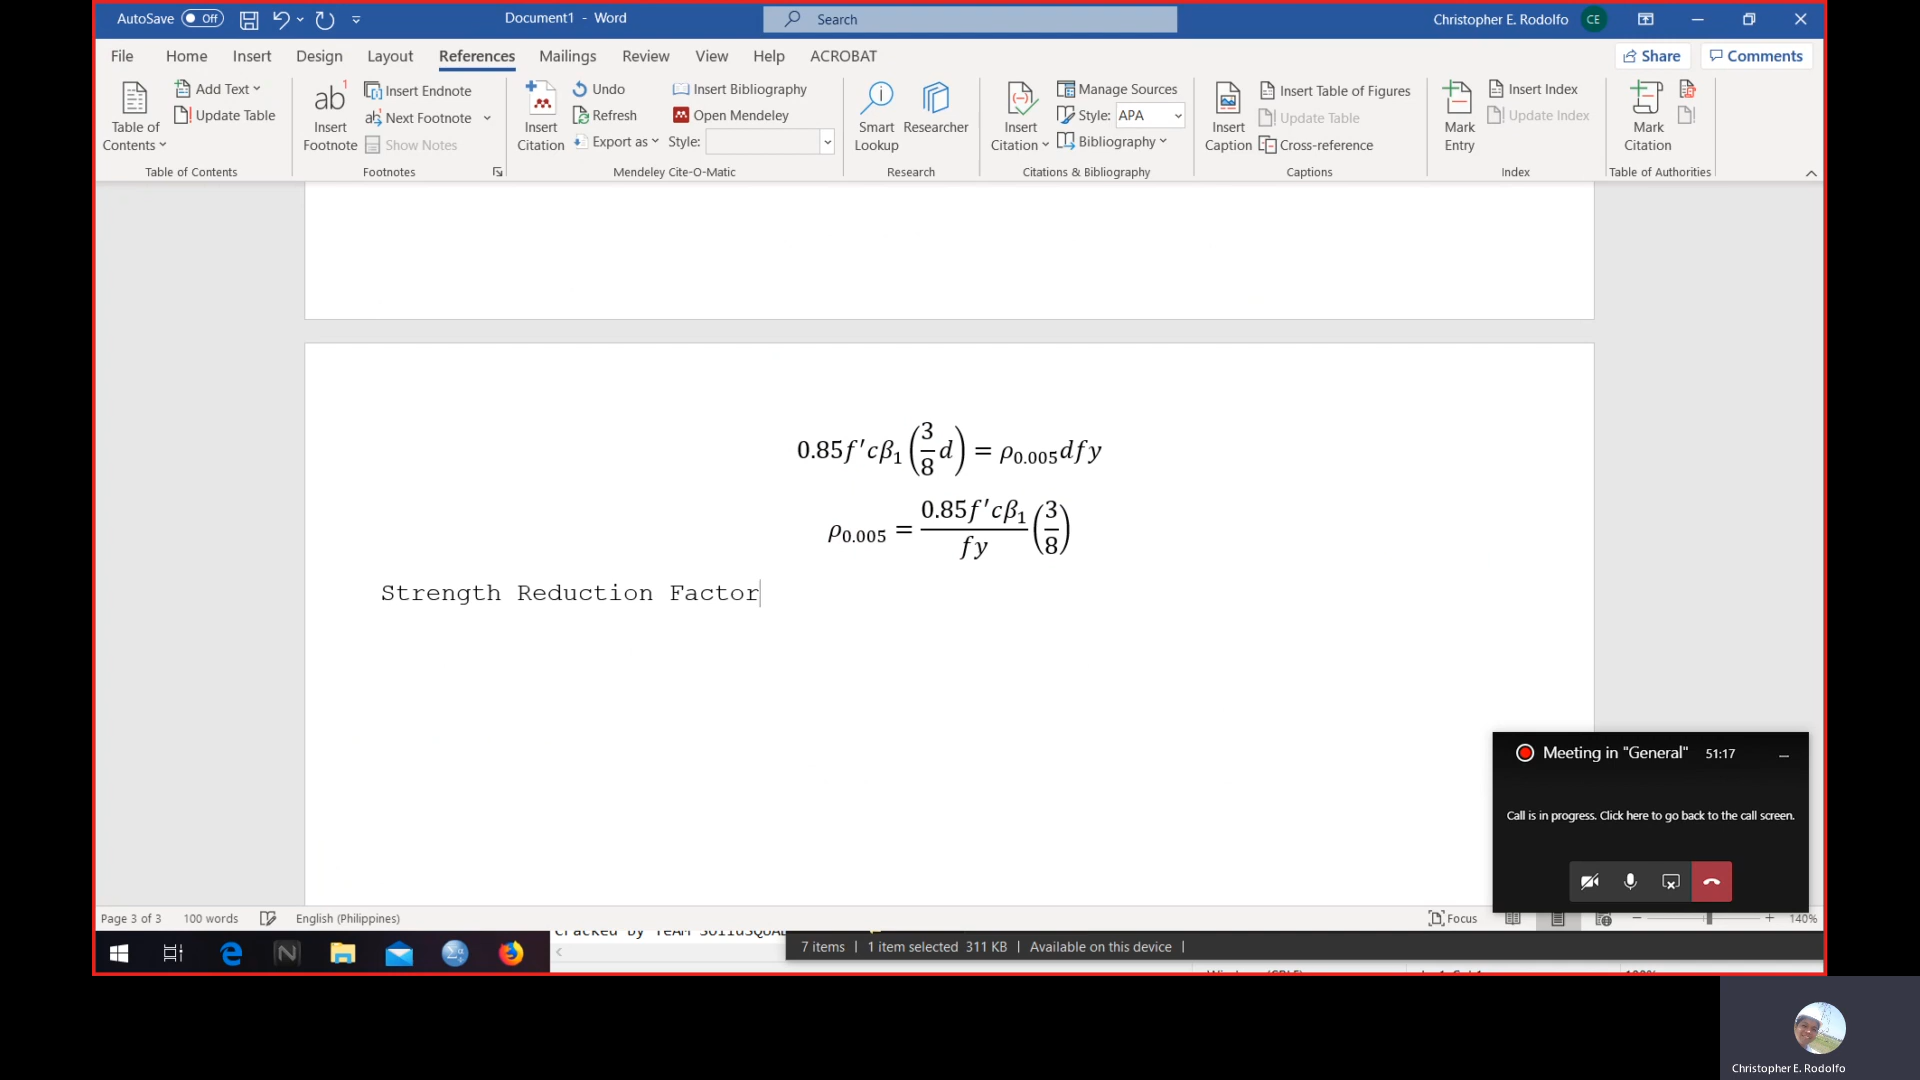 AutoSave Off Document1 - Word Search Christopher E. Rodolfo CE
File Home Insert Design Layout References Mailings Review View Help ACROBAT Share Comments
Table of Contents
Add Text
Update Table
Table of Contents
ab1
Insert Footnote
Insert Endnote
Next Footnote
Show Notes
Footnotes
Insert Citation
Undo
Refresh
Export as
Insert Bibliography
Open Mendeley
Style:
Mendeley Cite-O-Matic
Smart Lookup
Researcher
Research
Insert Citation
Manage Sources
Style: APA
Bibliography
Citations & Bibliography
Insert Caption
Insert Table of Figures
Update Table
Cross-reference
Captions
Mark Entry
Insert Index
Update Index
Index
Mark Citation
Table of Authorities
0.85f′cβ₁(3/8 d) = ρ₀.₀₀₅dfy
ρ₀.₀₀₅ = 0.85f′cβ₁/fy (3/8)
Strength Reduction Factor
Meeting in "General" 51:17
Call is in progress. Click here to go back to the call screen.
Page 3 of 3 100 words English (Philippines) Focus 140%
7 items 1 item selected 311 KB Available on this device
Christopher E. Rodolfo